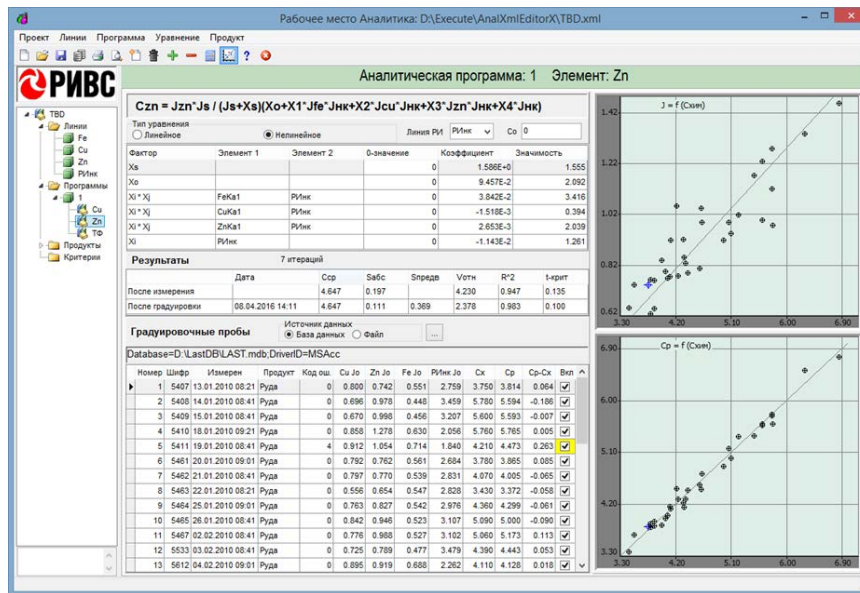 Рабочее место Аналитика: D:\Execute\AnalXmlEditorX\TBD.xml
Проект Линии Программа Уравнение Продукт
РИВС
Аналитическая программа: 1 Элемент: Zn
TBD
Линии
Fe
Cu
Zn
РИнк
Программы
1
Cu
Zn
ТФ
Продукты
Критерии
Czn = Jzn*Js / (Js+Xs)(Xo+X1*Jfe*Jнк+X2*Jcu*Jнк+X3*Jzn*Jнк+X4*Jнк)
Тип уравнения
Линейное Нелинейное Линия РИ РИнк Co 0
Фактор Элемент 1 Элемент 2 0-значение Коэффициент Значимость
Xs 0 1.586E+0 1.555
Xo 0 9.457E-2 2.092
Xi * Xj FeKa1 РИнк 0 3.842E-2 3.416
Xi * Xj CuKa1 РИнк 0 -1.518E-3 0.394
Xi * Xj ZnKa1 РИнк 0 2.653E-3 2.039
Xi РИнк 0 -1.143E-2 1.261
Результаты 7 итераций
Дата Сср Sабс Sпредв Vотн R^2 t-крит
После измерения 4.647 0.197 4.230 0.947 0.135
После градуировки 08.04.2016 14:11 4.647 0.111 0.369 2.378 0.983 0.100
Градуировочные пробы
Источник данных
База данных Файл ...
Database=D:\LastDB\LAST.mdb;DriverID=MSAcc
Номер Шифр Измерен Продукт Код ош. Cu Jo Zn Jo Fe Jo РИнк Jo Cx Cp Cp-Cx Вкл
1 5407 13.01.2010 08:21 Руда 0 0.800 0.742 0.551 2.759 3.750 3.814 0.064
2 5408 14.01.2010 08:41 Руда 0 0.696 0.978 0.448 3.459 5.780 5.594 -0.186
3 5409 15.01.2010 08:41 Руда 0 0.670 0.998 0.456 3.207 5.600 5.593 -0.007
4 5410 18.01.2010 09:21 Руда 0 0.858 1.278 0.630 2.056 5.760 5.765 0.005
5 5411 19.01.2010 08:41 Руда 4 0.912 1.054 0.714 1.840 4.210 4.473 0.263
6 5461 20.01.2010 09:01 Руда 0 0.792 0.762 0.561 2.684 3.780 3.865 0.085
7 5462 21.01.2010 08:41 Руда 0 0.797 0.770 0.539 2.831 4.070 4.005 -0.065
8 5463 22.01.2010 08:21 Руда 0 0.556 0.654 0.547 2.828 3.430 3.372 -0.058
9 5464 25.01.2010 09:01 Руда 0 0.763 0.827 0.542 2.976 4.360 4.299 -0.061
10 5465 26.01.2010 08:41 Руда 0 0.842 0.946 0.523 3.107 5.090 5.000 -0.090
11 5467 02.02.2010 08:41 Руда 0 0.776 0.988 0.527 3.102 5.060 5.173 0.113
12 5533 03.02.2010 08:41 Руда 0 0.725 0.789 0.477 3.479 4.390 4.443 0.053
13 5612 04.02.2010 09:01 Руда 0 0.895 0.919 0.688 2.262 4.110 4.128 0.018
J = f (Cхим)
1.42
1.22
1.02
0.82
0.62
3.30 4.20 5.10 6.00 6.90
Cp = f (Cхим)
6.90
6.00
5.10
4.20
3.30
3.30 4.20 5.10 6.00 6.90